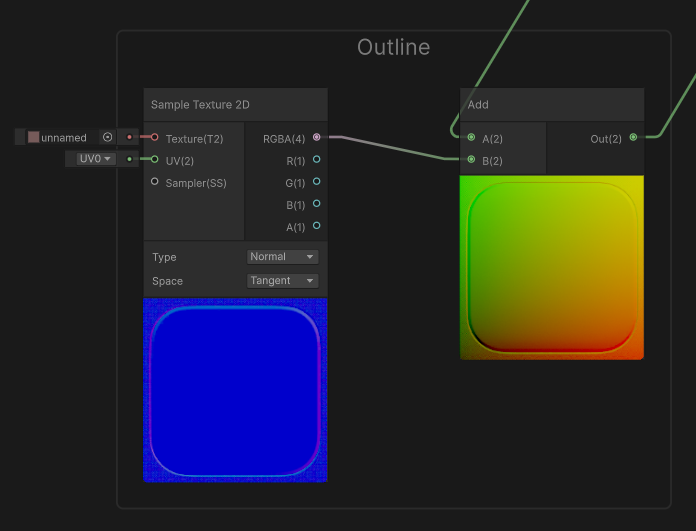 Outline
Sample Texture 2D
unnamed
Texture(T2)
RGBA(4)
UV0
UV(2)
R(1)
Sampler(SS)
G(1)
B(1)
A(1)
Type
Normal
Space
Tangent
Add
A(2)
Out(2)
B(2)